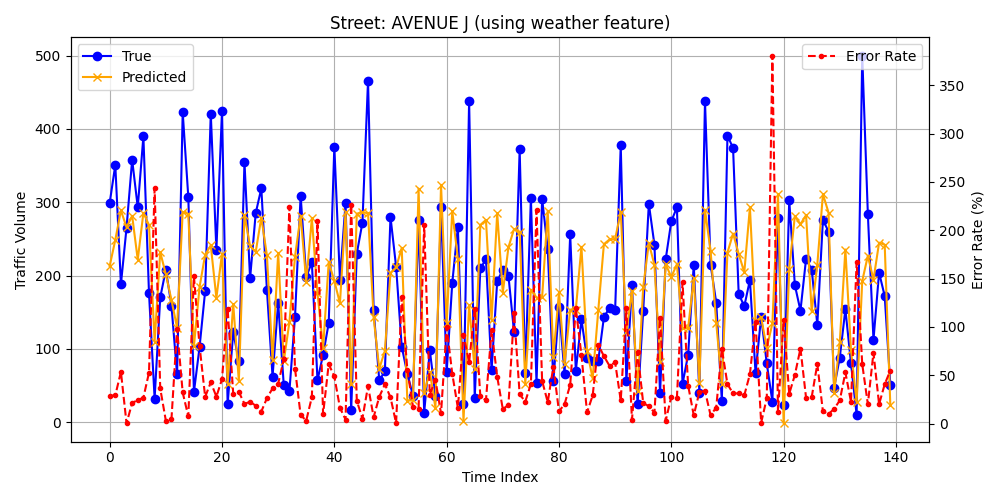 Street: AVENUE J (using weather feature)
True
Predicted
Error Rate
500
400
300
200
100
0
350
300
250
200
150
100
50
0
Traffic Volume
Error Rate (%)
0 20 40 60 80 100 120 140
Time Index